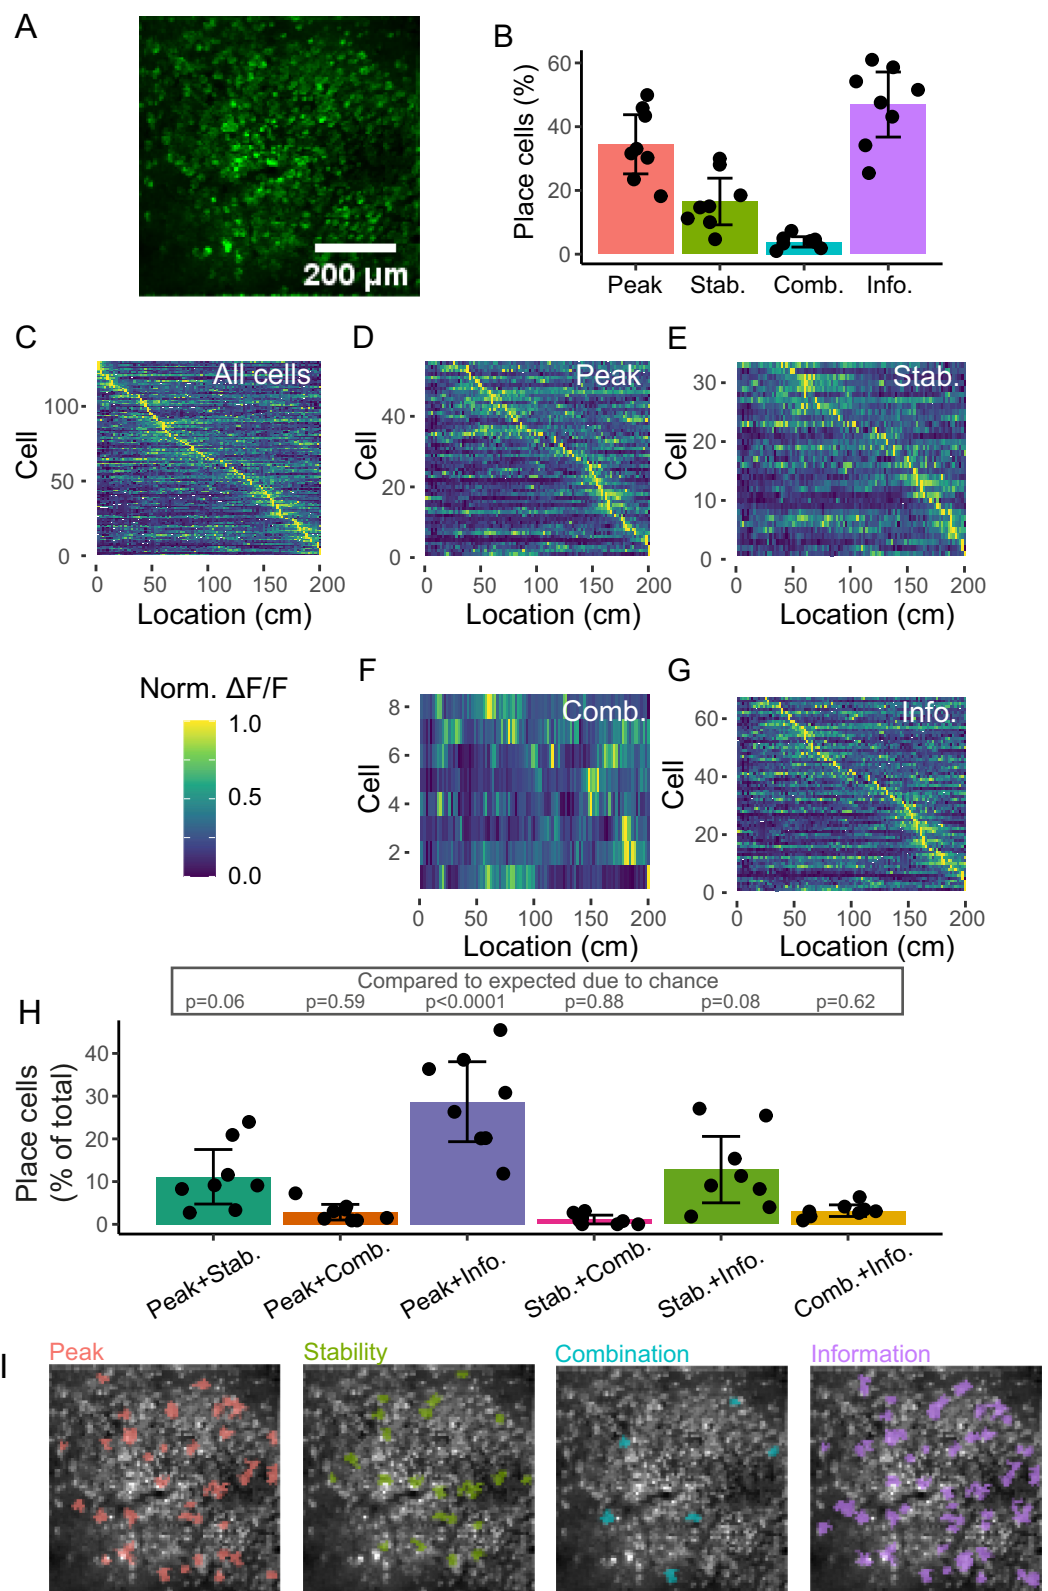 A
200 µm
B
Place cells (%)
60
40
20
0
Peak Stab. Comb. Info.
C
All cells
Cell
100
50
0
0 50 100 150 200
Location (cm)
D
Peak
Cell
40
20
0
0 50 100 150 200
Location (cm)
E
Stab.
Cell
30
20
10
0
0 50 100 150 200
Location (cm)
Norm. ΔF/F
1.0
0.5
0.0
F
Comb.
Cell
8
6
4
2
0 50 100 150 200
Location (cm)
G
Info.
Cell
60
40
20
0
0 50 100 150 200
Location (cm)
Compared to expected due to chance
p=0.06 p=0.59 p<0.0001 p=0.88 p=0.08 p=0.62
H
Place cells
(% of total)
40
30
20
10
0
Peak+Stab. Peak+Comb. Peak+Info. Stab.+Comb. Stab.+Info. Comb.+Info.
I
Peak Stability Combination Information